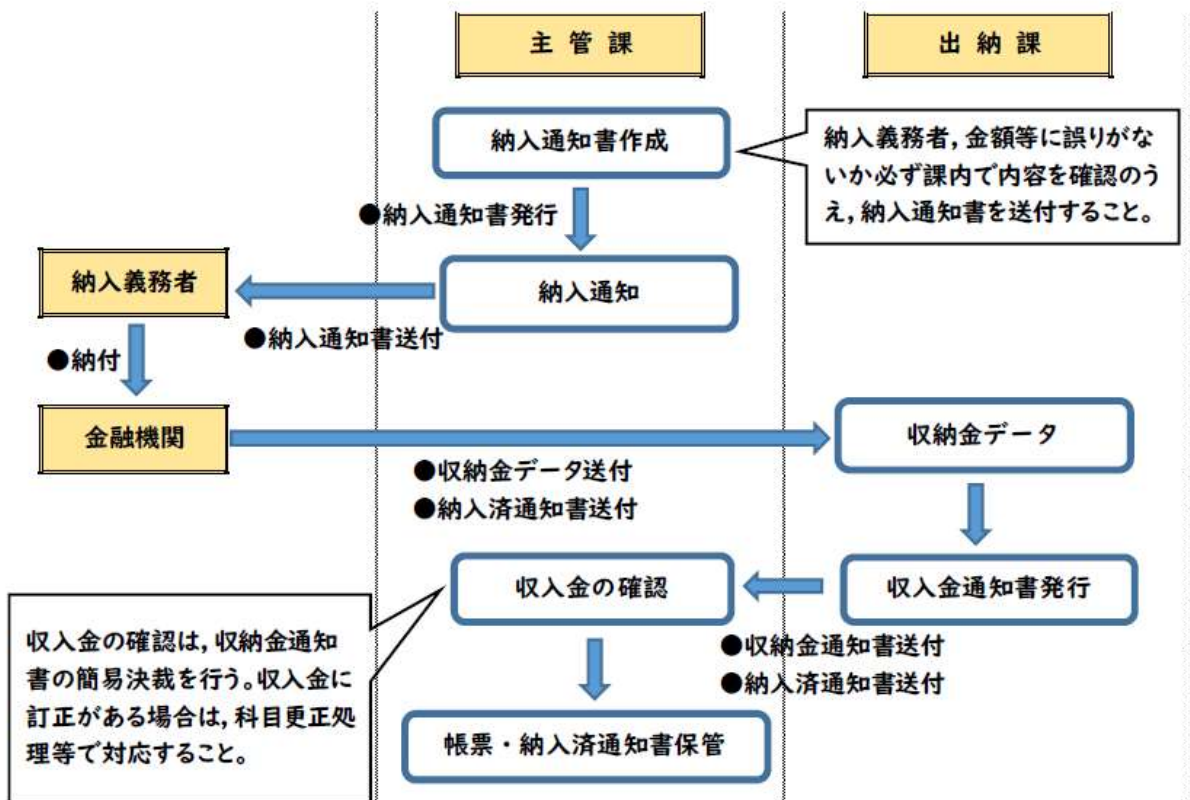 主管課
出納課
納入通知書作成
納入義務者,金額等に誤りがな
いか必ず課内で内容を確認のう
え,納入通知書を送付すること。
●納入通知書発行
納入義務者
納入通知
●納入通知書送付
●納付
金融機関
収納金データ
●収納金データ送付
●納入済通知書送付
収入金の確認
収入金通知書発行
収入金の確認は,収納金通知
書の簡易決裁を行う。収入金に
訂正がある場合は,科目更正処
理等で対応すること。
●収納金通知書送付
●納入済通知書送付
帳票・納入済通知書保管